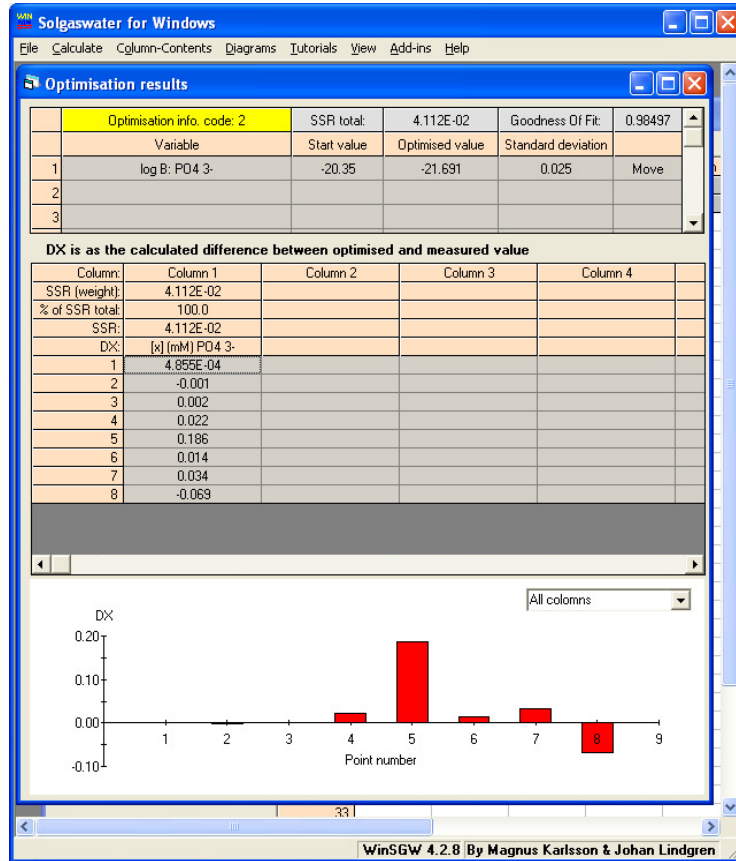 WIN SGW Solgaswater for Windows
File Calculate Column-Contents Diagrams Tutorials View Add-ins Help
Optimisation results
Optimisation info. code: 2 SSR total: 4.112E-02 Goodness Of Fit: 0.98497
Variable Start value Optimised value Standard deviation
1 log B: PO4 3- -20.35 -21.691 0.025 Move
2
3
DX is as the calculated difference between optimised and measured value
Column: Column 1 Column 2 Column 3 Column 4
SSR (weight): 4.112E-02
% of SSR total: 100.0
SSR: 4.112E-02
DX: [x] (mM) PO4 3-
1 4.855E-04
2 -0.001
3 0.002
4 0.022
5 0.186
6 0.014
7 0.034
8 -0.069
All colomns
DX
0.20
0.10
0.00
-0.10
1 2 3 4 5 6 7 8 9
Point number
33
WinSGW 4.2.8 By Magnus Karlsson & Johan Lindgren